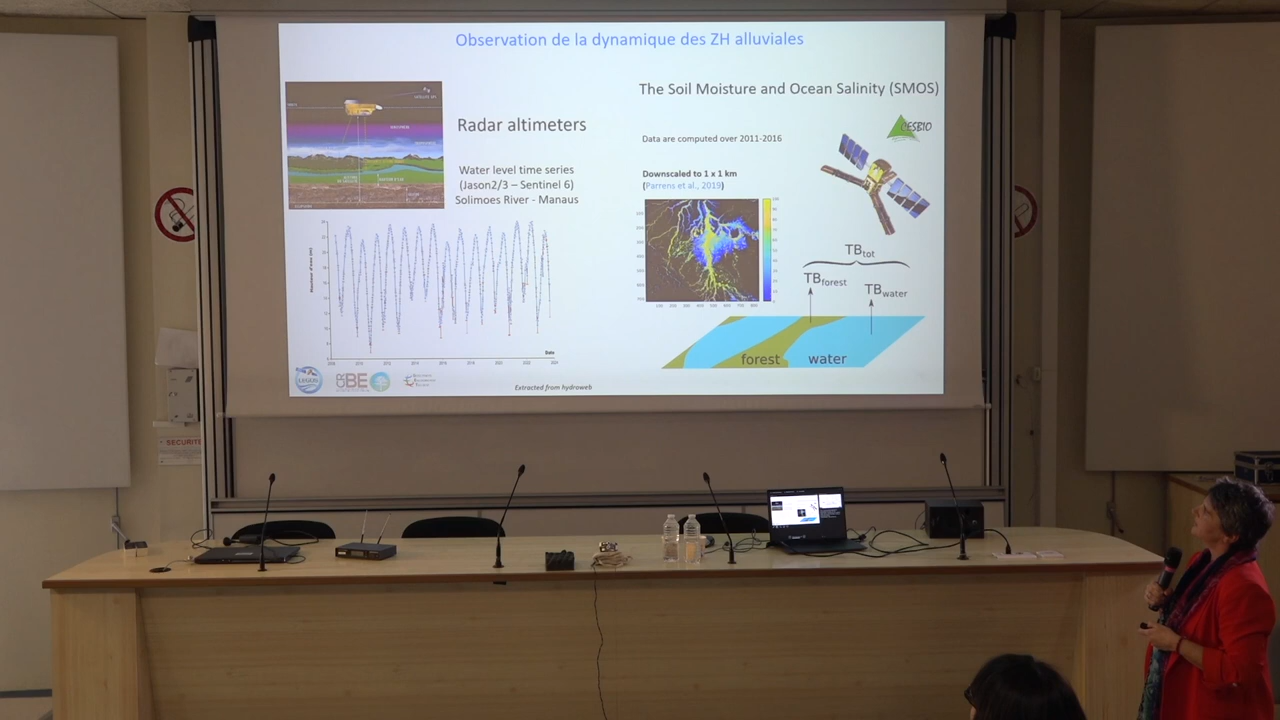 Observation de la dynamique des ZH alluviales
Radar altimeters
Water level time series
(Jason2/3 – Sentinel 6)
Solimoes River - Manaus
The Soil Moisture and Ocean Salinity (SMOS)
CESBIO
Data are computed over 2011-2016
Downscaled to 1 x 1 km
(Parrens et al., 2019)
TBtot
TBforest
TBwater
forest
water
Date
Extracted from hydroweb
SECURITE